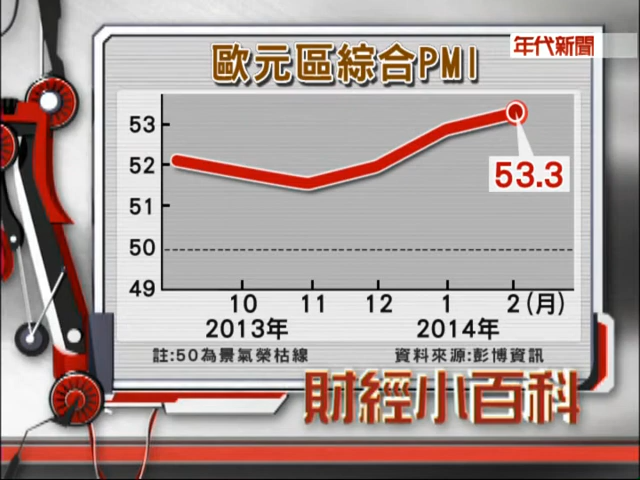 年代新聞
歐元區綜合PMI
53
52
51
50
49
53.3
10 11 12 1 2(月)
2013年 2014年
註:50為景氣榮枯線 資料來源:彭博資訊
財經小百科